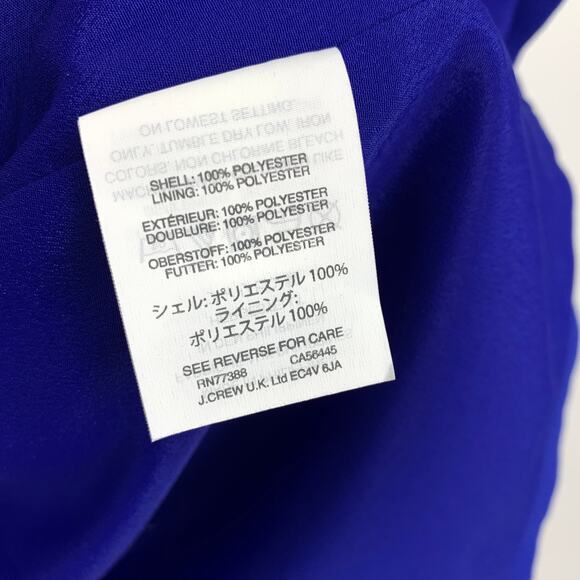 SHELL: 100% POLYESTER
LINING: 100% POLYESTER
EXTÉRIEUR: 100% POLYESTER
DOUBLURE: 100% POLYESTER
OBERSTOFF: 100% POLYESTER
FUTTER: 100% POLYESTER
シェル: ポリエステル 100%
ライニング:
ポリエステル 100%
SEE REVERSE FOR CARE
RN77388 CA56445
J.CREW U.K. Ltd EC4V 6JA